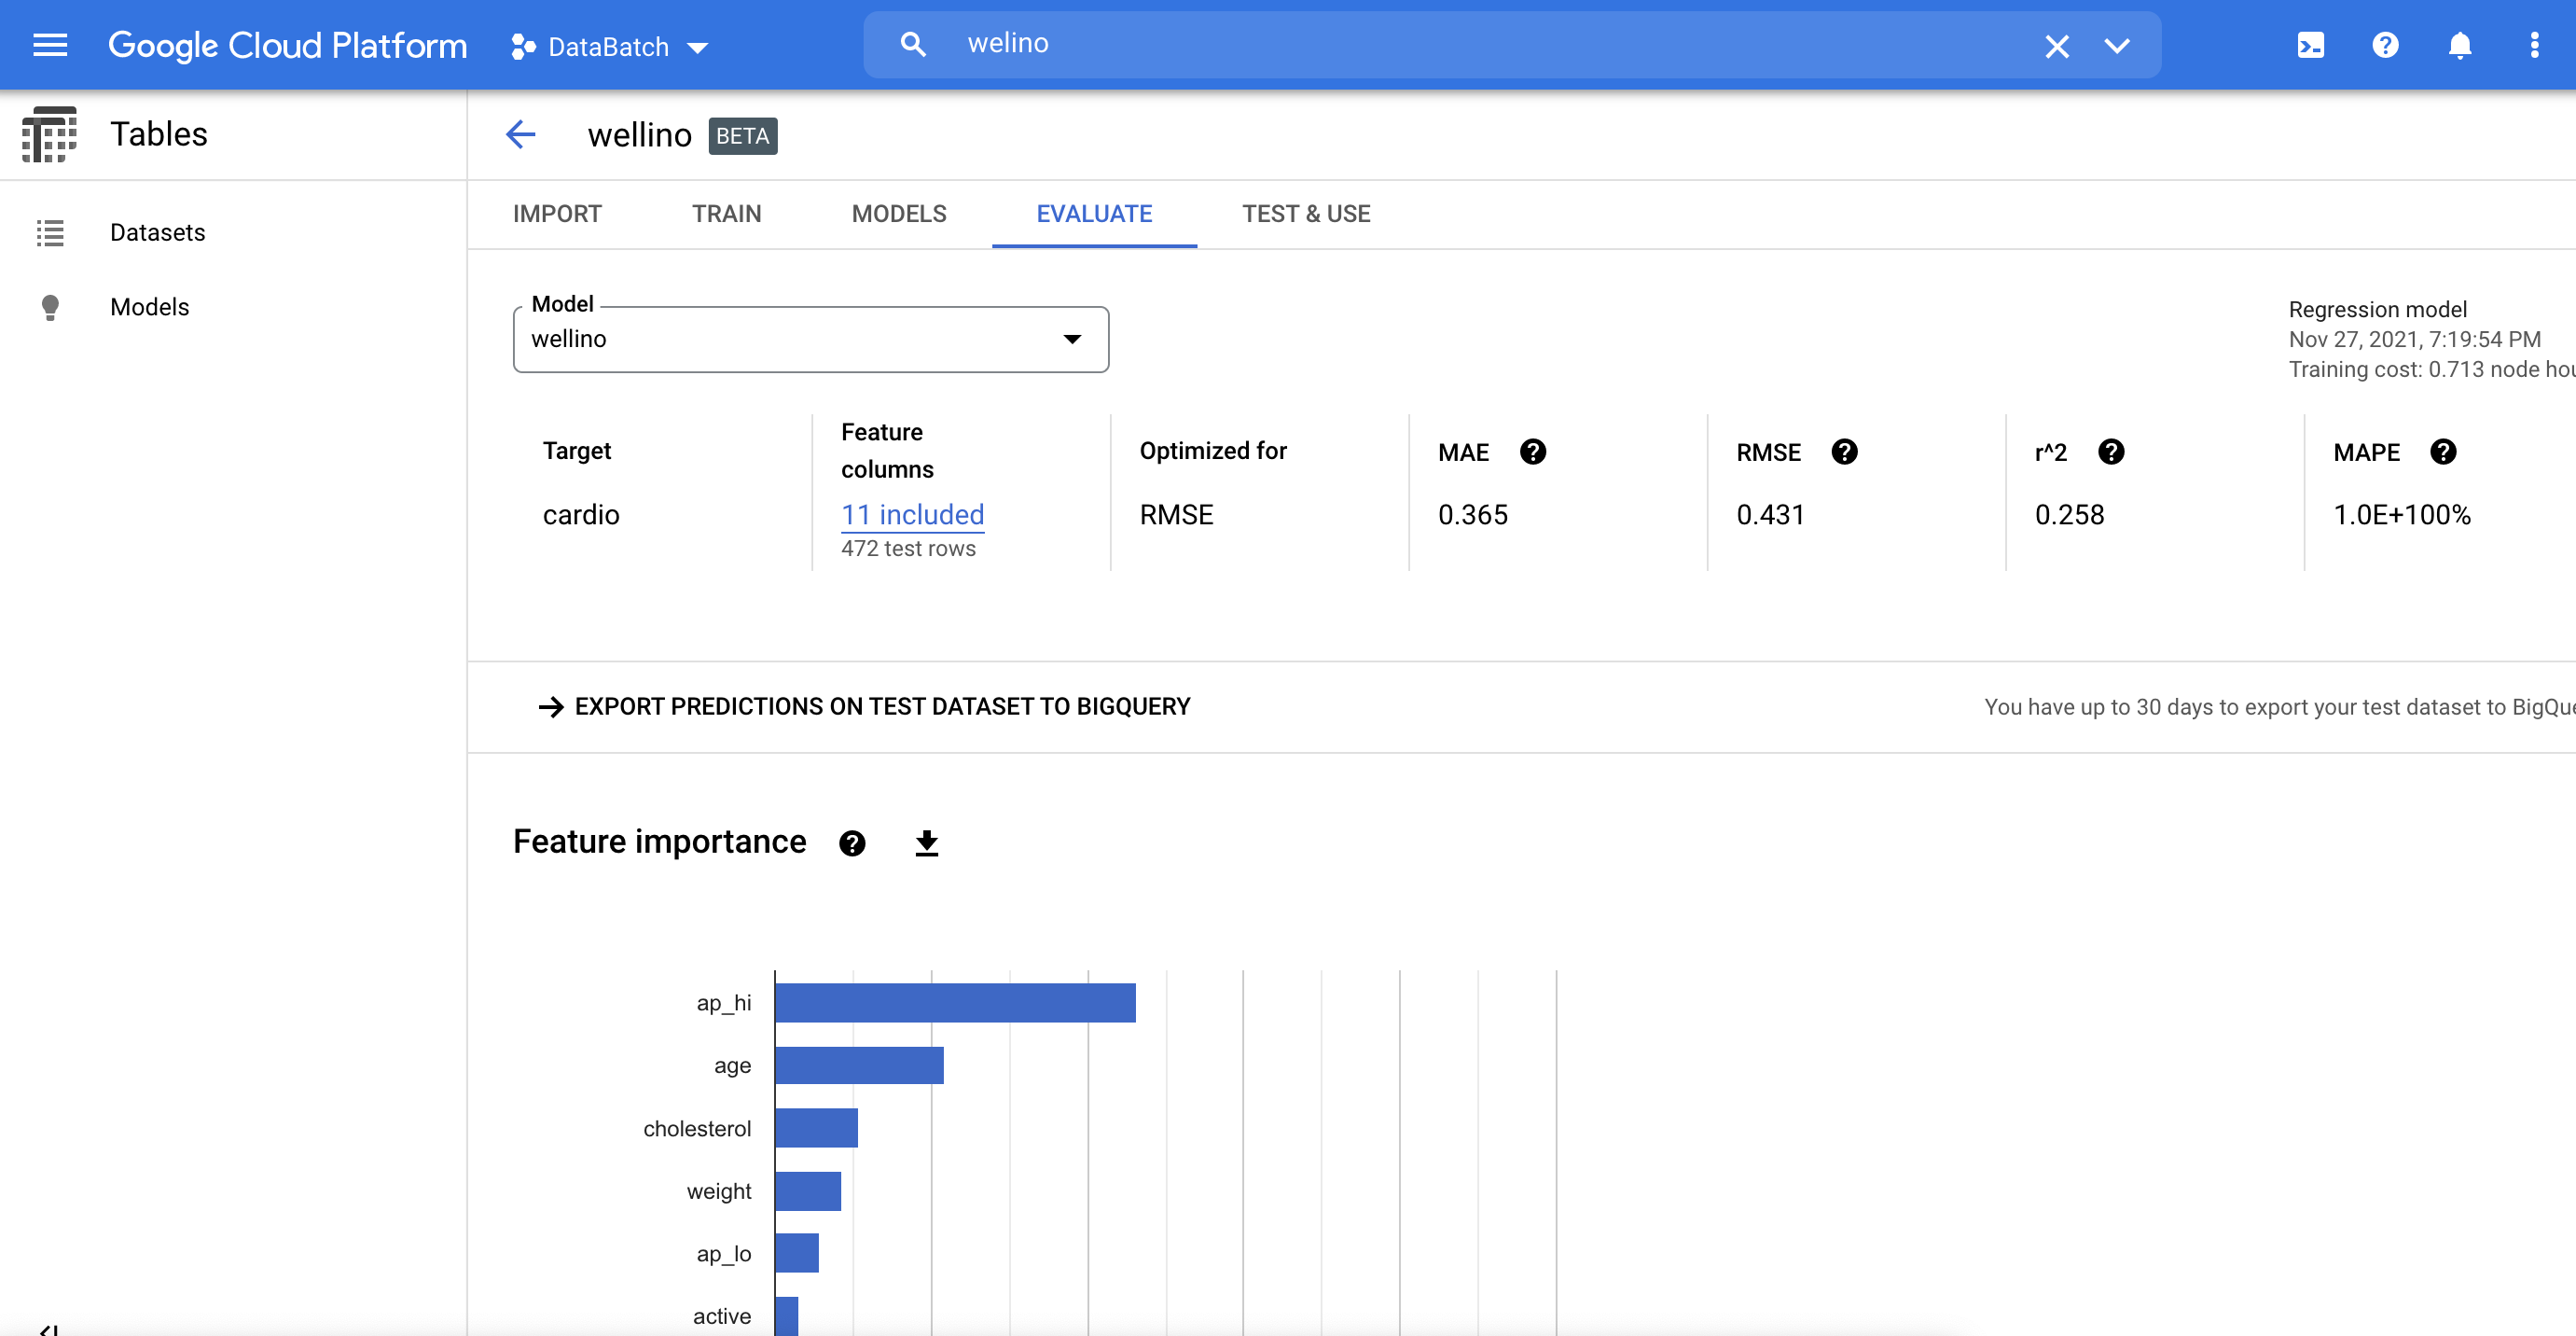 Google Cloud Platform
DataBatch
welino
Tables
wellino BETA
Datasets
Models
IMPORT TRAIN MODELS EVALUATE TEST & USE
Model
wellino
Regression model
Nov 27, 2021, 7:19:54 PM
Training cost: 0.713 node hou
Target
Feature columns
Optimized for
MAE
RMSE
r^2
MAPE
cardio
11 included
472 test rows
RMSE
0.365
0.431
0.258
1.0E+100%
EXPORT PREDICTIONS ON TEST DATASET TO BIGQUERY
You have up to 30 days to export your test dataset to BigQue
Feature importance
ap_hi
age
cholesterol
weight
ap_lo
active